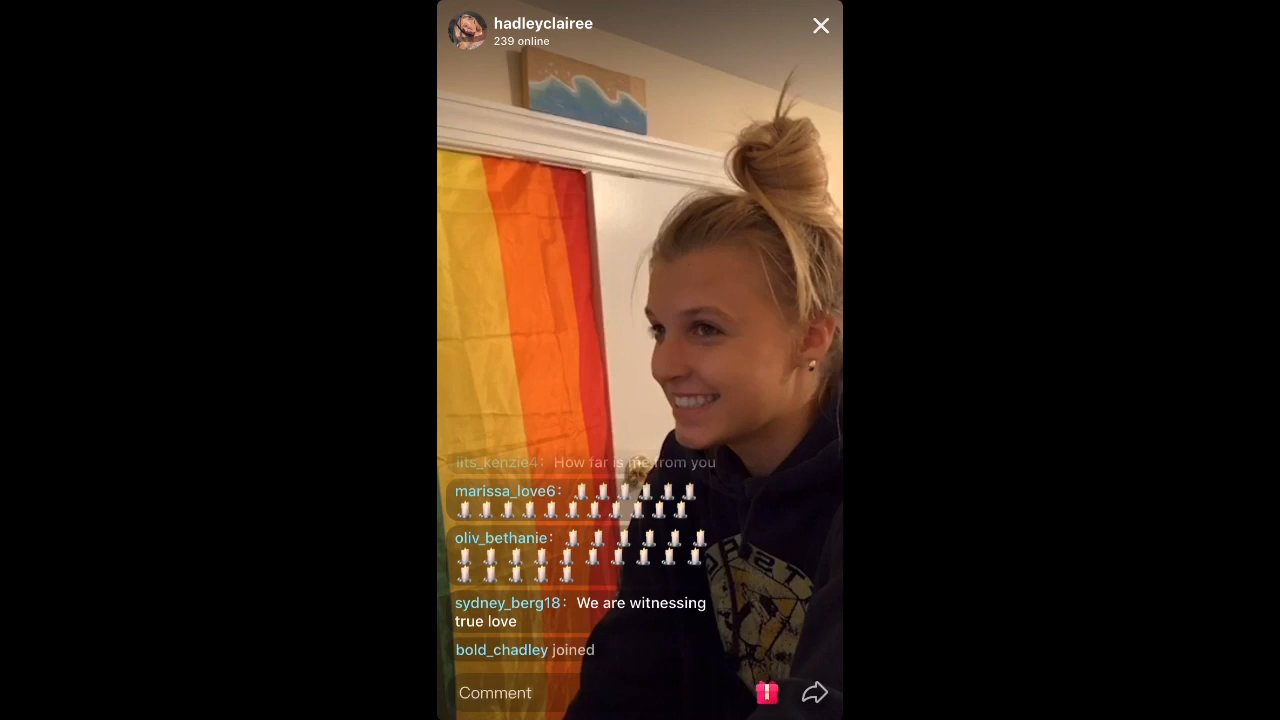 hadleyclairee
239 online
iits_kenzie4: How far is me from you
marissa_love6:
oliv_bethanie:
sydney_berg18: We are witnessing
true love
bold_chadley joined
Comment